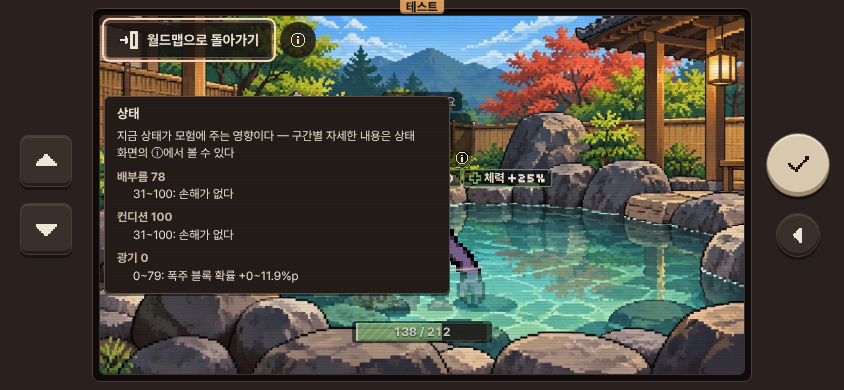 테스트
월드맵으로 돌아가기
상태
지금 상태가 모험에 주는 영향이다 — 구간별 자세한 내용은 상태
화면의 ⓘ에서 볼 수 있다
배부름 78
31~100: 손해가 없다
컨디션 100
31~100: 손해가 없다
광기 0
0~79: 폭주 블록 확률 +0~11.9%p
요
체력 +25%
138 / 212